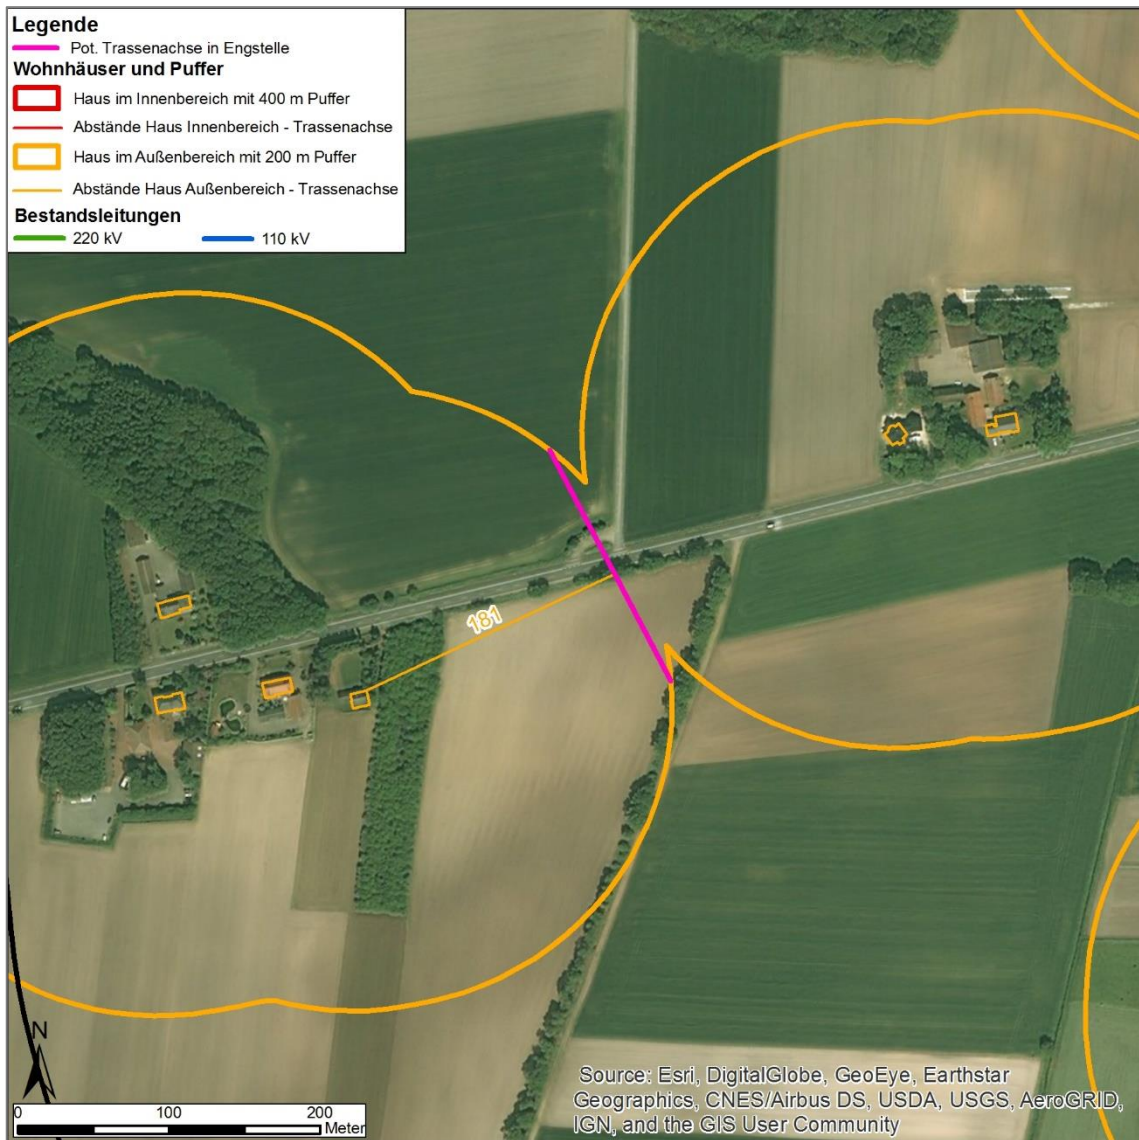 Legende
Pot. Trassenachse in Engstelle
Wohnhäuser und Puffer
Haus im Innenbereich mit 400 m Puffer
Abstände Haus Innenbereich - Trassenachse
Haus im Außenbereich mit 200 m Puffer
Abstände Haus Außenbereich - Trassenachse
Bestandsleitungen
220 kV 110 kV
181
N
0 100 200
Meter
Source: Esri, DigitalGlobe, GeoEye, Earthstar
Geographics, CNES/Airbus DS, USDA, USGS, AeroGRID,
IGN, and the GIS User Community